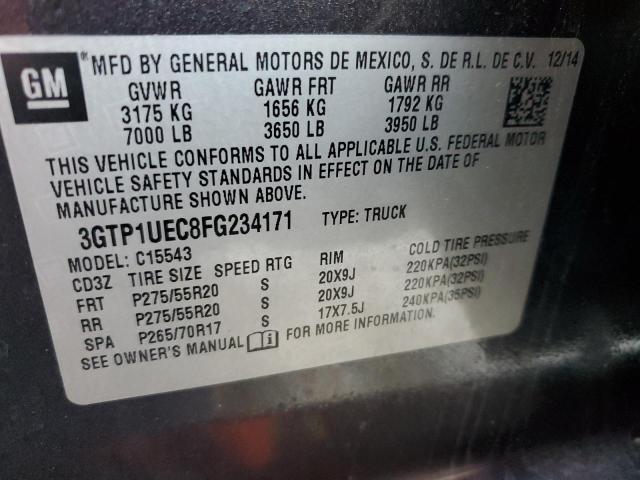 GM
MFD BY GENERAL MOTORS DE MEXICO, S. DE R.L. DE C.V. 12/14
GVWR GAWR FRT GAWR RR
3175 KG 1656 KG 1792 KG
7000 LB 3650 LB 3950 LB
THIS VEHICLE CONFORMS TO ALL APPLICABLE U.S. FEDERAL MOTOR
VEHICLE SAFETY STANDARDS IN EFFECT ON THE DATE OF
MANUFACTURE SHOWN ABOVE.
3GTP1UEC8FG234171 TYPE: TRUCK
MODEL: C15543
CD3Z TIRE SIZE SPEED RTG RIM COLD TIRE PRESSURE
FRT P275/55R20 S 20X9J 220KPA(32PSI)
RR P275/55R20 S 20X9J 220KPA(32PSI)
SPA P265/70R17 S 17X7.5J 240KPA(35PSI)
SEE OWNER'S MANUAL FOR MORE INFORMATION.